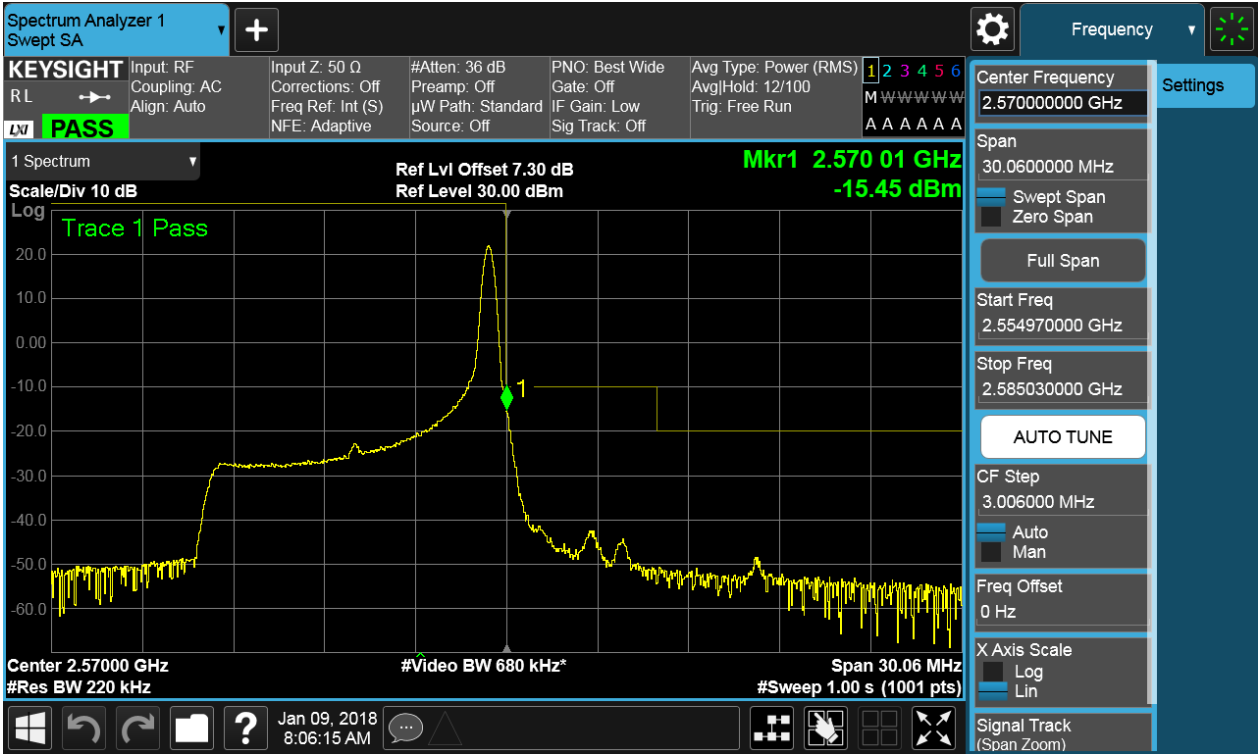 Spectrum Analyzer 1
Swept SA
+
Frequency
KEYSIGHT
R L
LXI
PASS
Input: RF
Coupling: AC
Align: Auto
Input Z: 50 Ω
Corrections: Off
Freq Ref: Int (S)
NFE: Adaptive
#Atten: 36 dB
Preamp: Off
µW Path: Standard
Source: Off
PNO: Best Wide
Gate: Off
IF Gain: Low
Sig Track: Off
Avg Type: Power (RMS)
Avg|Hold: 12/100
Trig: Free Run
1 2 3 4 5 6
M W W W W W
A A A A A A
1 Spectrum
Scale/Div 10 dB
Ref Lvl Offset 7.30 dB
Ref Level 30.00 dBm
Mkr1 2.570 01 GHz
-15.45 dBm
Log
Trace 1 Pass
20.0
10.0
0.00
-10.0
-20.0
-30.0
-40.0
-50.0
-60.0
1
Center 2.57000 GHz
#Res BW 220 kHz
#Video BW 680 kHz*
Span 30.06 MHz
#Sweep 1.00 s (1001 pts)
?
Jan 09, 2018
8:06:15 AM
Center Frequency
2.570000000 GHz
Span
30.0600000 MHz
Swept Span
Zero Span
Full Span
Start Freq
2.554970000 GHz
Stop Freq
2.585030000 GHz
AUTO TUNE
CF Step
3.006000 MHz
Auto
Man
Freq Offset
0 Hz
X Axis Scale
Log
Lin
Signal Track
(Span Zoom)
Settings